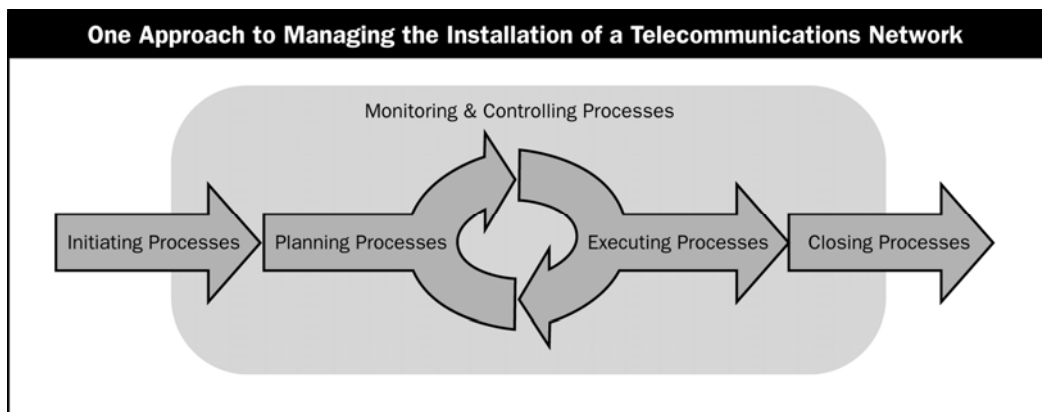 One Approach to Managing the Installation of a Telecommunications Network
Monitoring & Controlling Processes
Initiating Processes
Planning Processes
Executing Processes
Closing Processes